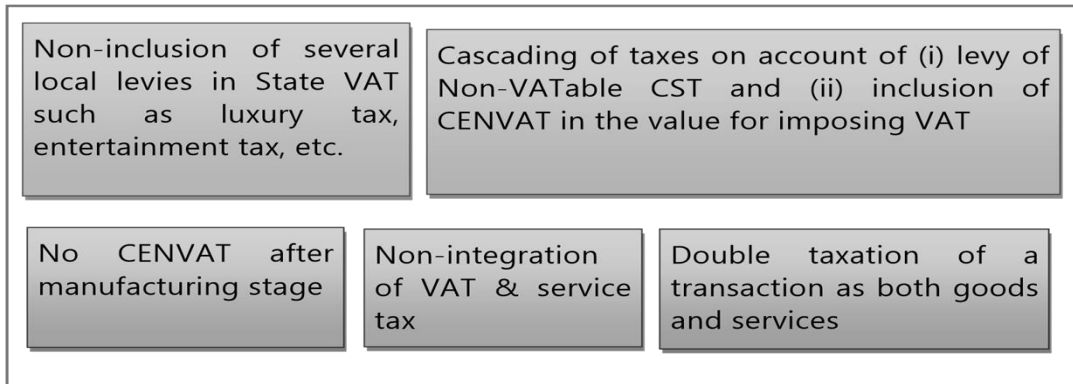 Non-inclusion of several
local levies in State VAT
such as luxury tax,
entertainment tax, etc.
Cascading of taxes on account of (i) levy of
Non-VATable CST and (ii) inclusion of
CENVAT in the value for imposing VAT
No CENVAT after
manufacturing stage
Non-integration
of VAT & service
tax
Double taxation of a
transaction as both goods
and services